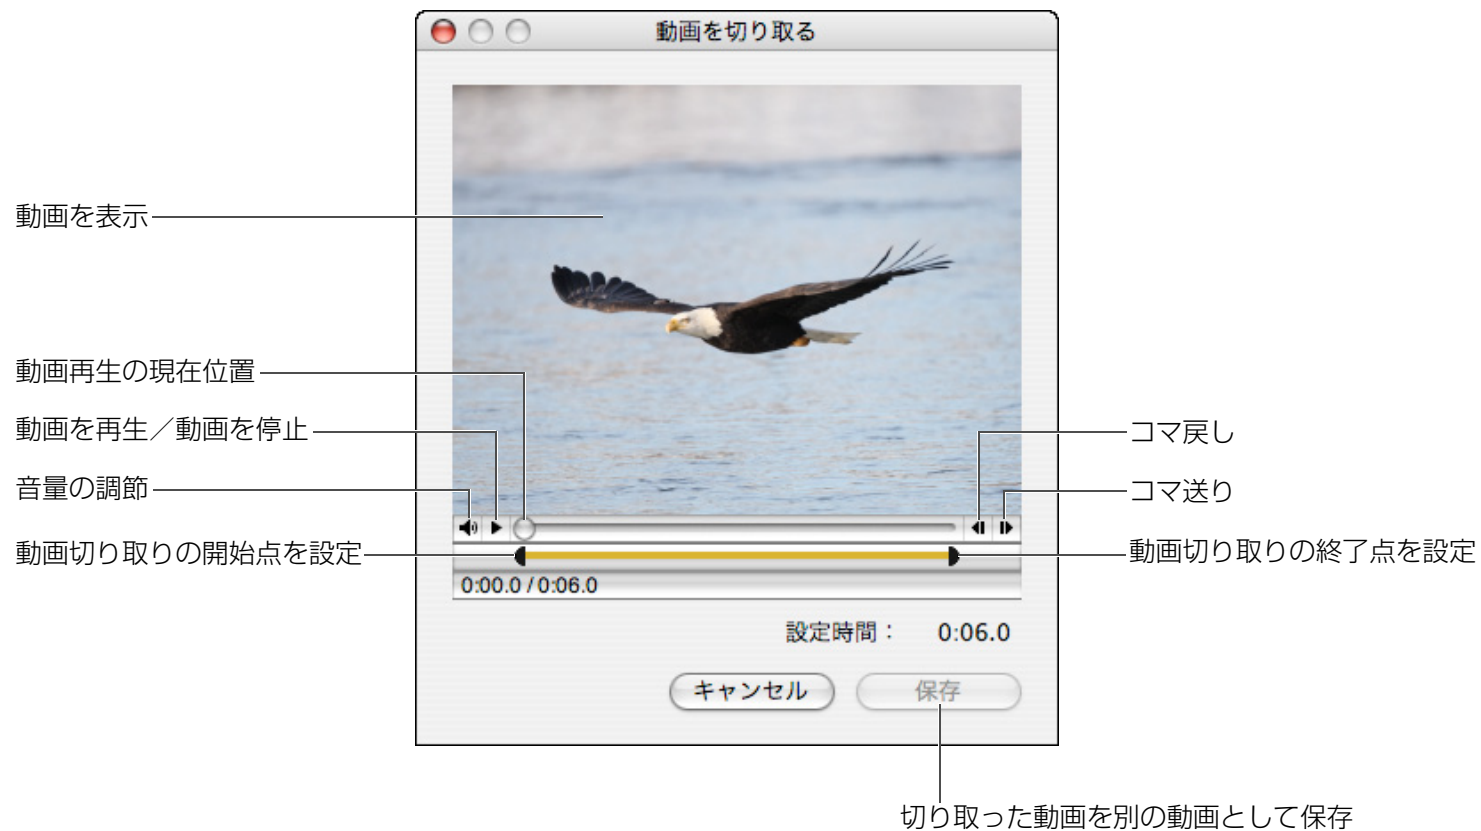 動画を切り取る
動画を表示
動画再生の現在位置
動画を再生／動画を停止
コマ戻し
音量の調節
コマ送り
動画切り取りの開始点を設定
動画切り取りの終了点を設定
0:00.0 / 0:06.0
設定時間： 0:06.0
キャンセル 保存
切り取った動画を別の動画として保存